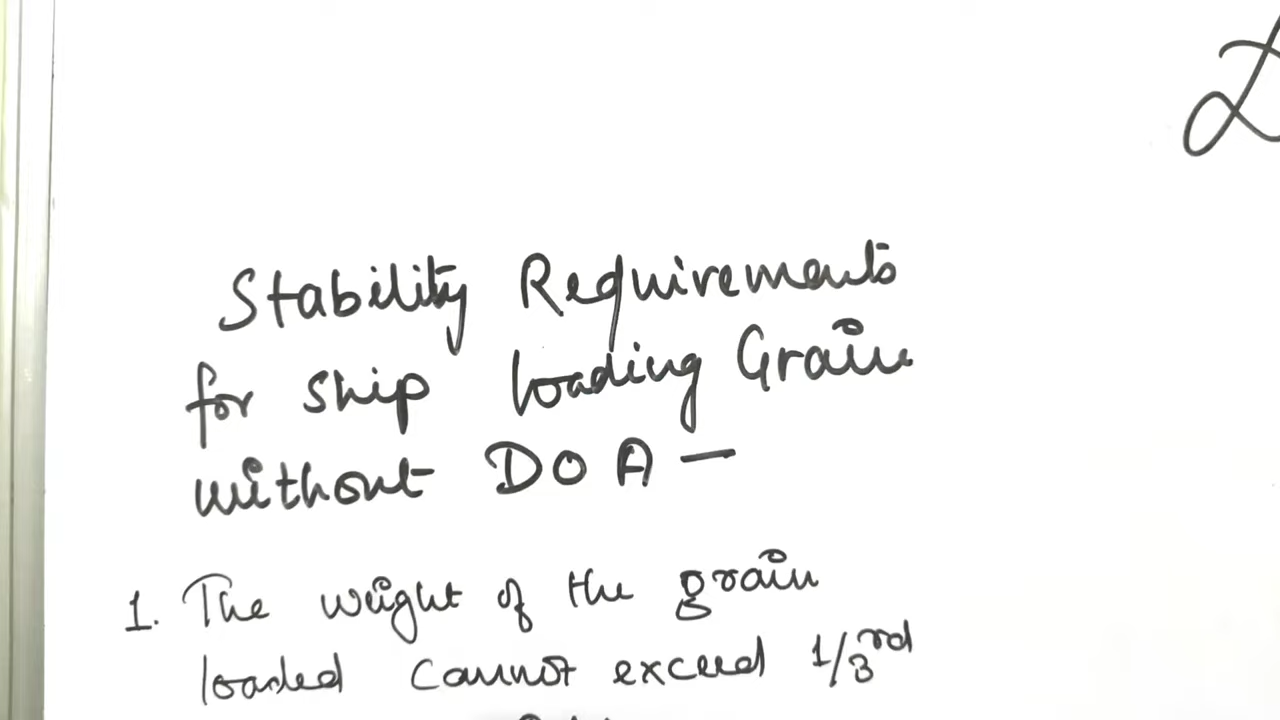 Stability Requirements
for ship loading Grain
without DOA —
1. The weight of the grain
loaded cannot exceed 1/3rd